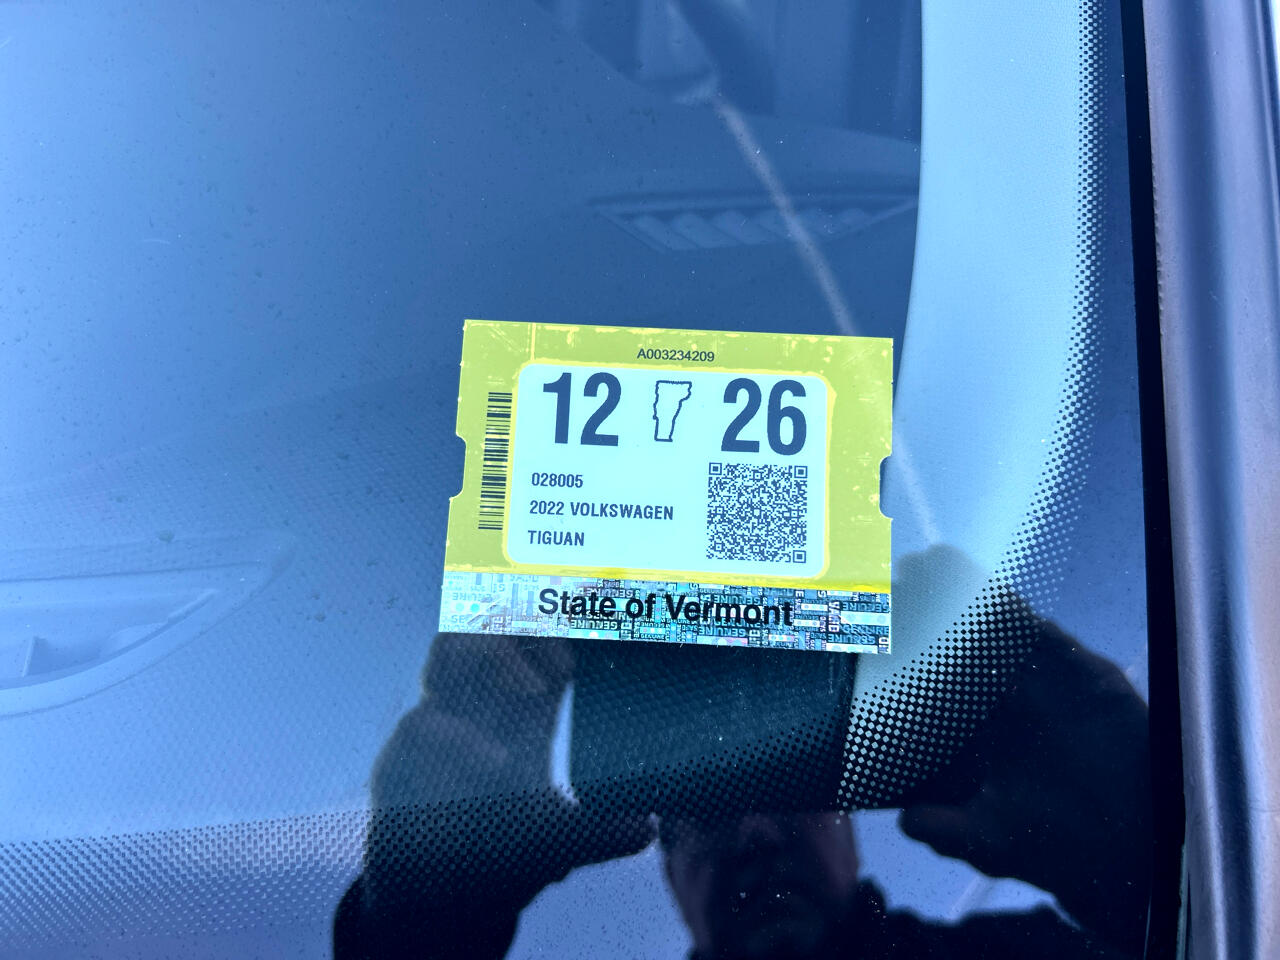 A003234209
12 26
028005
2022 VOLKSWAGEN
TIGUAN
State of Vermont